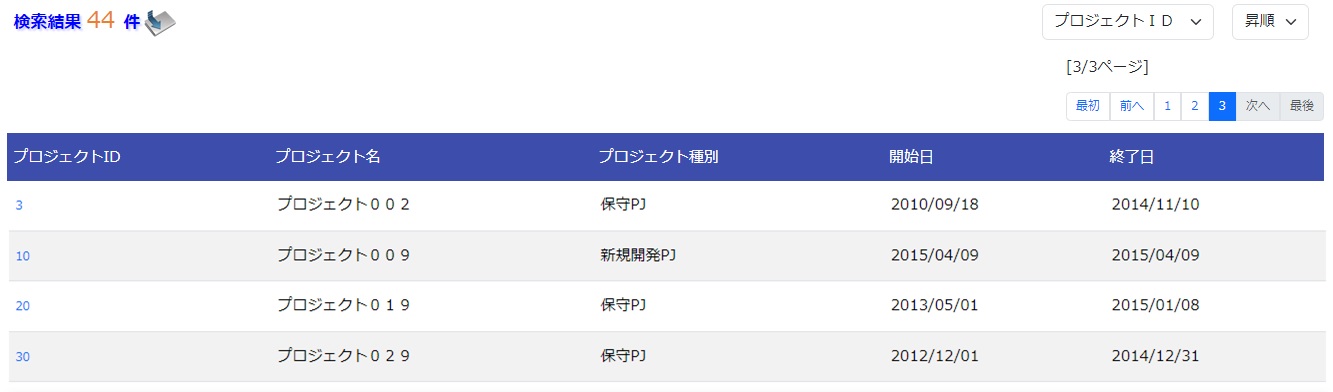 検索結果 44 件
プロジェクトＩＤ 昇順
[3/3ページ]
最初 前へ 1 2 3 次へ 最後
プロジェクトID プロジェクト名 プロジェクト種別 開始日 終了日
3 プロジェクト００２ 保守PJ 2010/09/18 2014/11/10
10 プロジェクト００９ 新規開発PJ 2015/04/09 2015/04/09
20 プロジェクト０１９ 保守PJ 2013/05/01 2015/01/08
30 プロジェクト０２９ 保守PJ 2012/12/01 2014/12/31